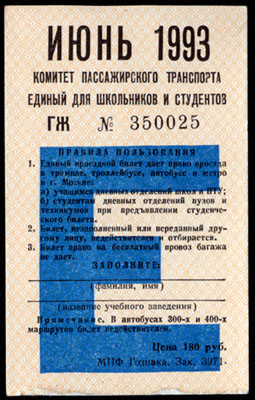 ИЮНЬ 1993
КОМИТЕТ ПАССАЖИРСКОГО ТРАНСПОРТА
ЕДИНЫЙ ДЛЯ ШКОЛЬНИКОВ И СТУДЕНТОВ
ГЖ № 350025
ПРАВИЛА ПОЛЬЗОВАНИЯ
1. Единый проездной билет дает право проезда
в трамвае, троллейбусе, автобусе и метро
в г. Москве:
а) учащимся дневных отделений школ и ПТУ;
б) студентам дневных отделений вузов и
техникумов при предъявлении студенче-
ского билета.
2. Билет, незаполненный или переданный дру-
гому лицу, недействителен и отбирается.
3. Билет право на бесплатный провоз багажа
не дает.
ЗАПОЛНИТЕ:
(фамилия, имя)
(название учебного заведения)
Примечание. В автобусах 300-х и 400-х
маршрутов билет недействителен.
Цена 180 руб.
МПФ Гознака. Зак. 3971.